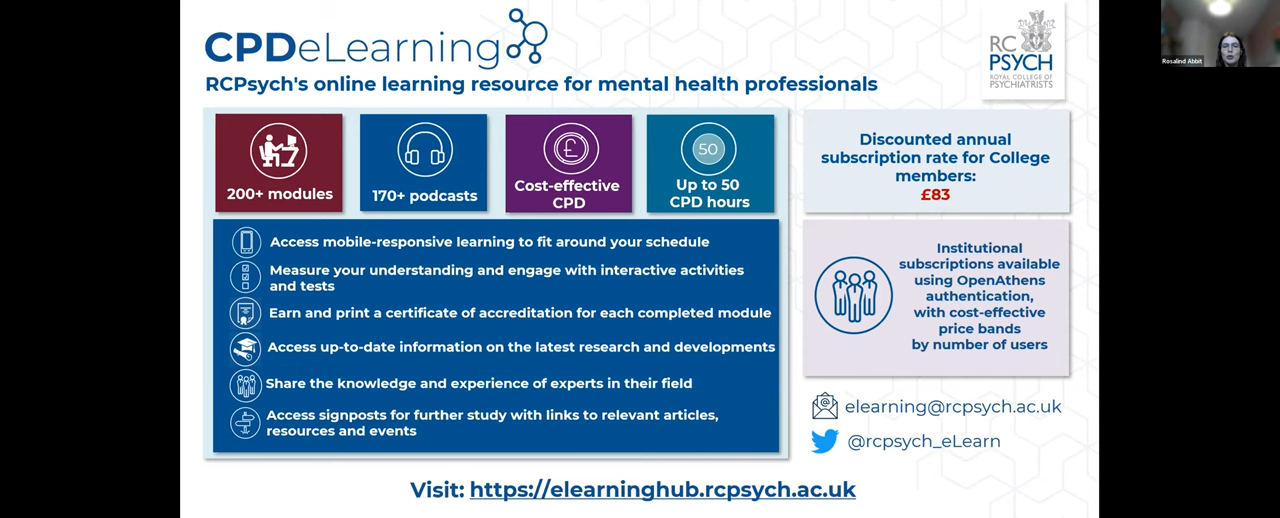 CPDeLearning
RCPsych's online learning resource for mental health professionals
RC
PSYCH
ROYAL COLLEGE OF
PSYCHIATRISTS
Rosalind Abbit
200+ modules
170+ podcasts
£
Cost-effective
CPD
50
Up to 50
CPD hours
Discounted annual
subscription rate for College
members:
£83
Access mobile-responsive learning to fit around your schedule
Measure your understanding and engage with interactive activities
and tests
Earn and print a certificate of accreditation for each completed module
Access up-to-date information on the latest research and developments
Share the knowledge and experience of experts in their field
Access signposts for further study with links to relevant articles,
resources and events
Institutional
subscriptions available
using OpenAthens
authentication,
with cost-effective
price bands
by number of users
elearning@rcpsych.ac.uk
@rcpsych_eLearn
Visit: https://elearninghub.rcpsych.ac.uk